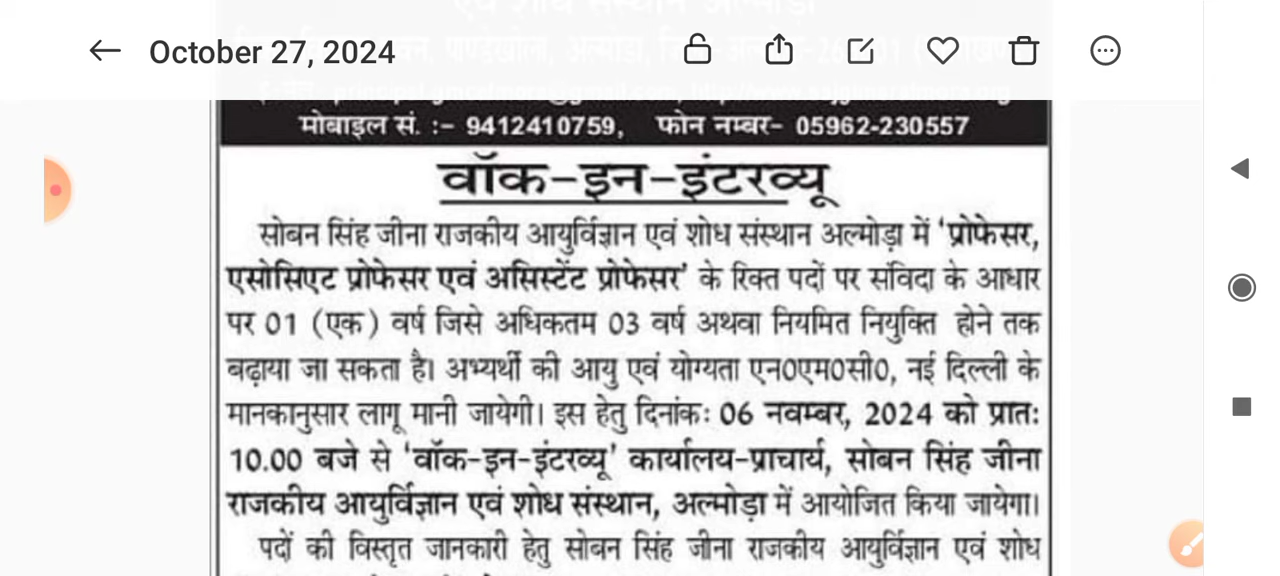 October 27, 2024
एवं शोध संस्थान अल्मोड़ा
मोबाइल सं. :- 9412410759, फोन नम्बर- 05962-230557
वॉक-इन-इंटरव्यू
सोबन सिंह जीना राजकीय आयुर्विज्ञान एवं शोध संस्थान अल्मोड़ा में 'प्रोफेसर,
एसोसिएट प्रोफेसर एवं असिस्टेंट प्रोफेसर' के रिक्त पदों पर संविदा के आधार
पर 01 (एक) वर्ष जिसे अधिकतम 03 वर्ष अथवा नियमित नियुक्ति होने तक
बढ़ाया जा सकता है। अभ्यर्थी की आयु एवं योग्यता एन0एम0सी0, नई दिल्ली के
मानकानुसार लागू मानी जायेगी। इस हेतु दिनांकः 06 नवम्बर, 2024 को प्रातः
10.00 बजे से 'वॉक-इन-इंटरव्यू' कार्यालय-प्राचार्य, सोबन सिंह जीना
राजकीय आयुर्विज्ञान एवं शोध संस्थान, अल्मोड़ा में आयोजित किया जायेगा।
पदों की विस्तृत जानकारी हेतु सोबन सिंह जीना राजकीय आयुर्विज्ञान एवं शोध